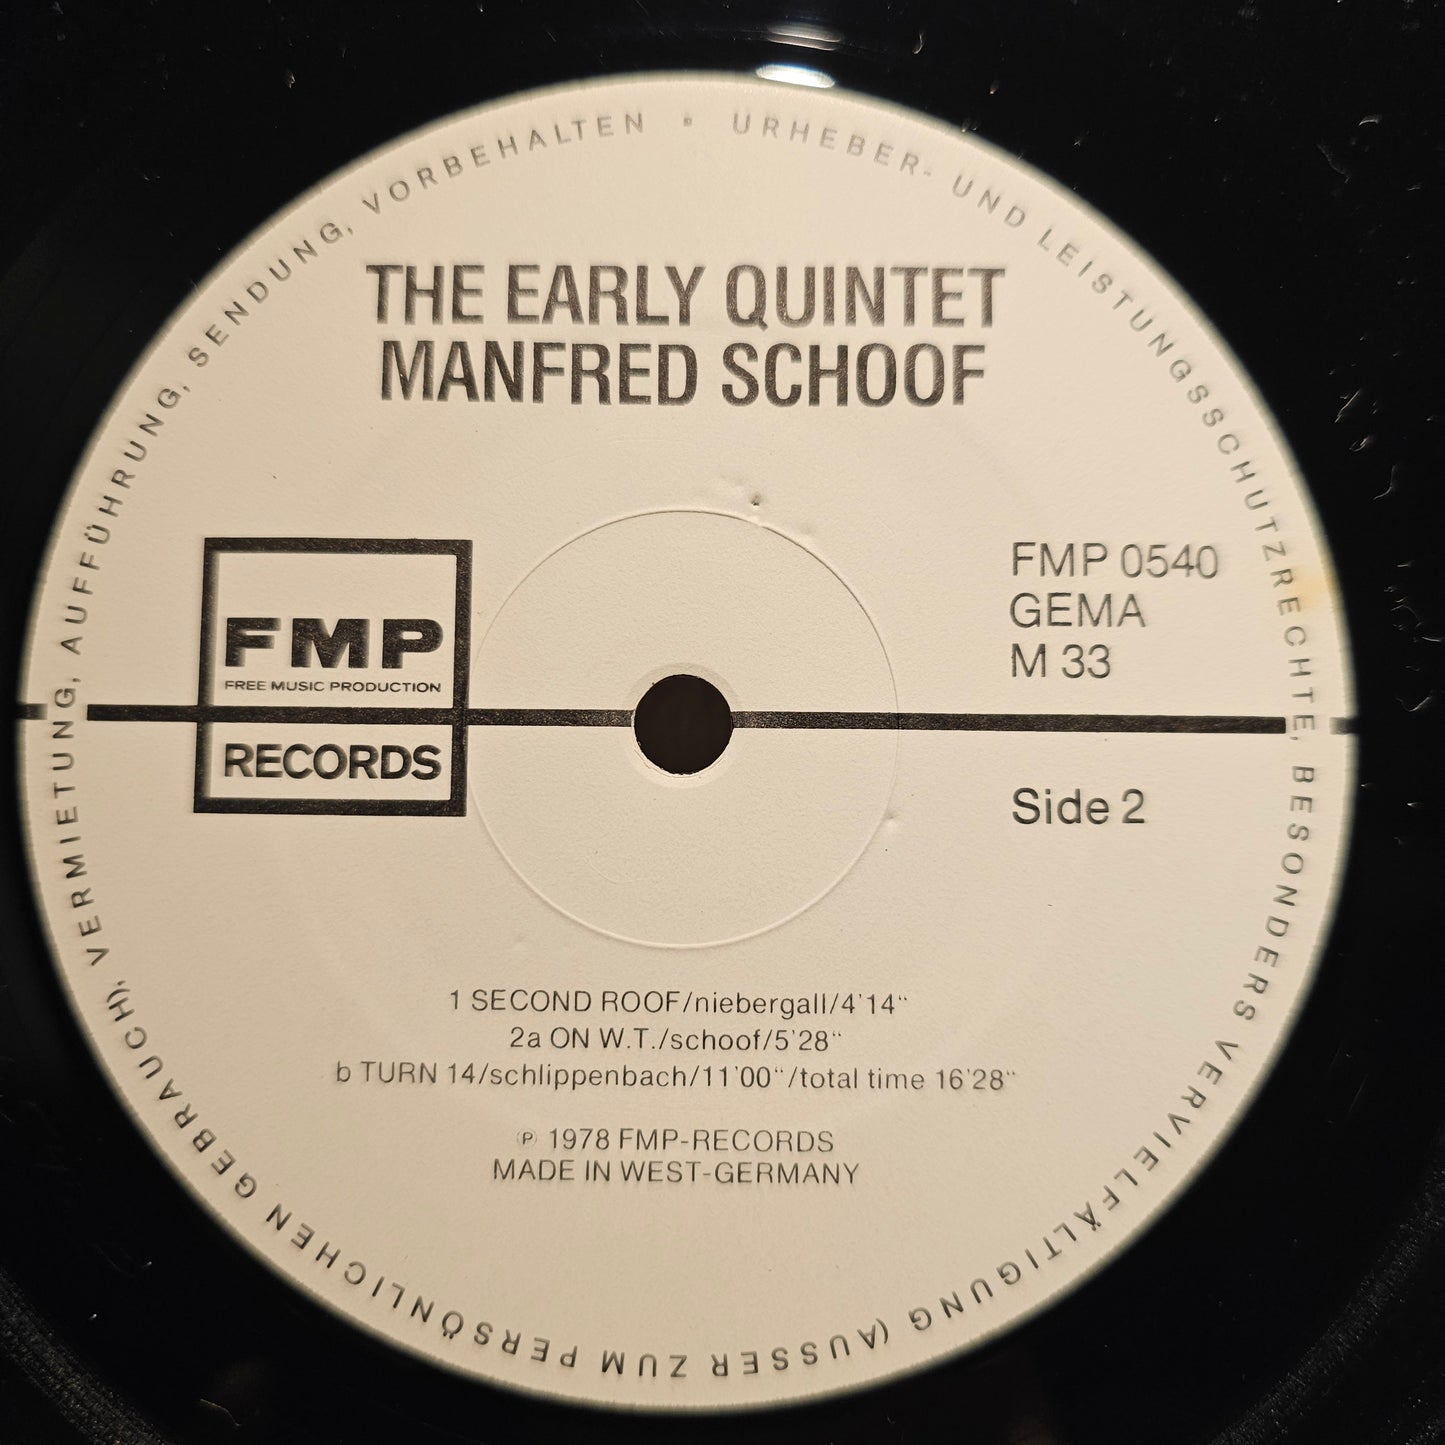 THE EARLY QUINTET
MANFRED SCHOOF
FMP
FREE MUSIC PRODUCTION
RECORDS
FMP 0540
GEMA
M 33
Side 2
1 SECOND ROOF/niebergall/4'14“
2a ON W.T./schoof/5'28“
b TURN 14/schlippenbach/11'00“/total time 16'28“
℗ 1978 FMP-RECORDS
MADE IN WEST-GERMANY
• URHEBER- UND LEISTUNGSSCHUTZRECHTE, BESONDERS VERVIELFÄLTIGUNG (AUSSER ZUM PERSÖNLICHEN GEBRAUCH), VERMIETUNG, AUFFÜHRUNG, SENDUNG, VORBEHALTEN